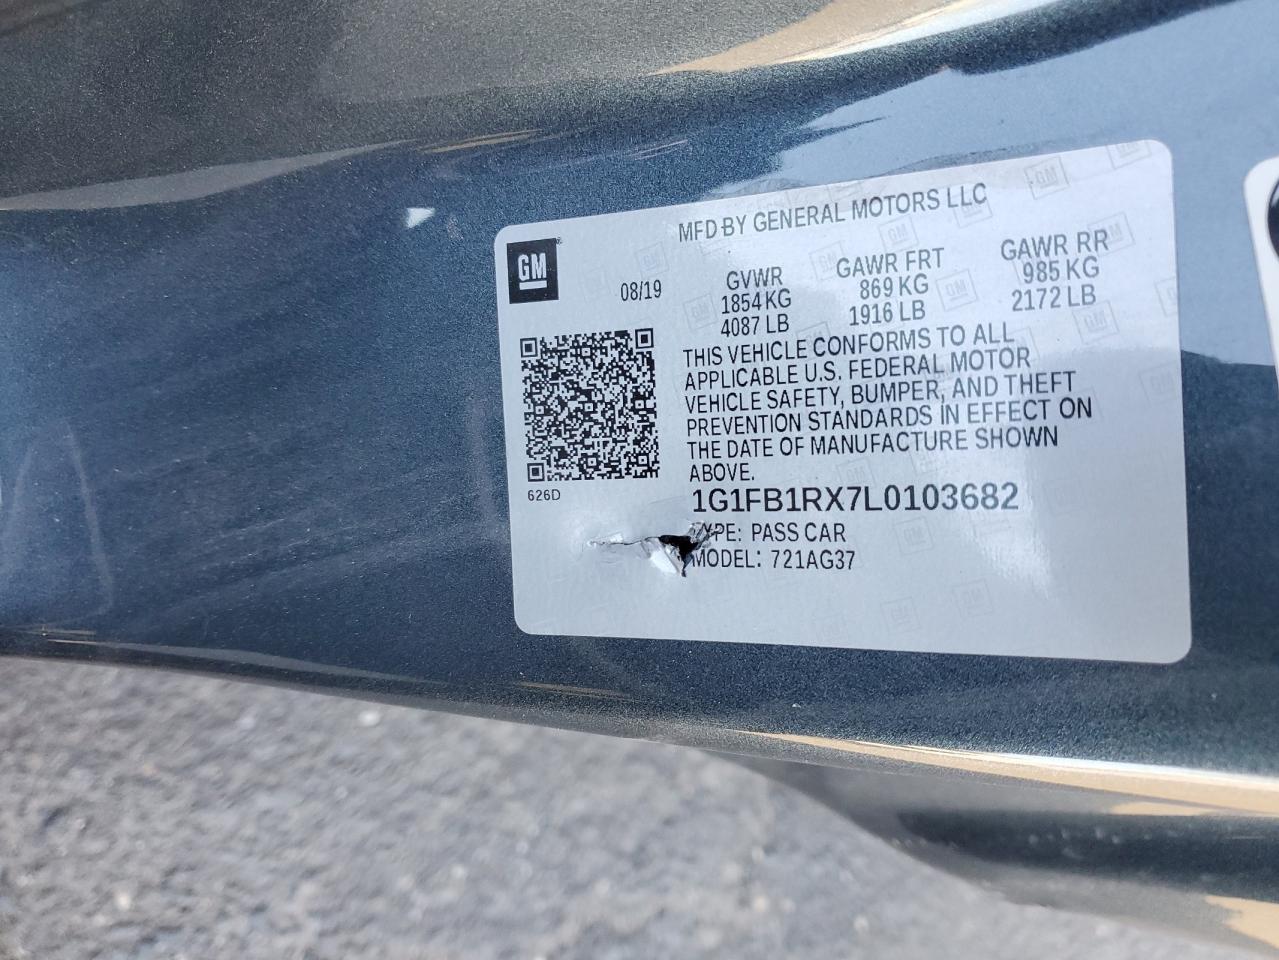 MFD BY GENERAL MOTORS LLC
GM
08/19
GVWR
1854 KG
4087 LB
GAWR FRT
869 KG
1916 LB
GAWR RR
985 KG
2172 LB
THIS VEHICLE CONFORMS TO ALL
APPLICABLE U.S. FEDERAL MOTOR
VEHICLE SAFETY, BUMPER, AND THEFT
PREVENTION STANDARDS IN EFFECT ON
THE DATE OF MANUFACTURE SHOWN
ABOVE.
626D
1G1FB1RX7L0103682
TYPE: PASS CAR
MODEL: 721AG37